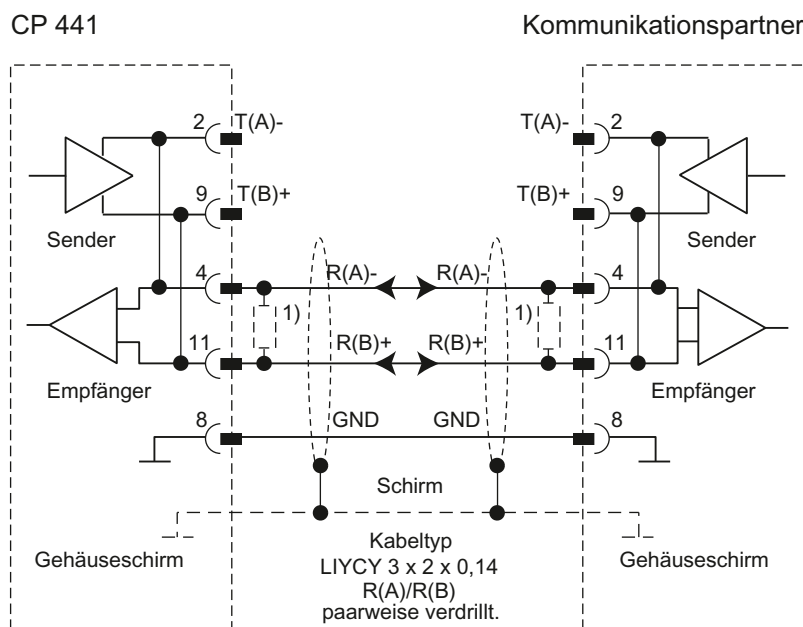 CP 441
Kommunikationspartner
2 T(A)- T(A)- 2
9 T(B)+ T(B)+ 9
Sender Sender
4 R(A)- R(A)- 4
1) 1)
11 R(B)+ R(B)+ 11
Empfänger Empfänger
8 GND GND 8
Schirm
Gehäuseschirm Gehäuseschirm
Kabeltyp
LIYCY 3 x 2 x 0,14
R(A)/R(B)
paarweise verdrillt.